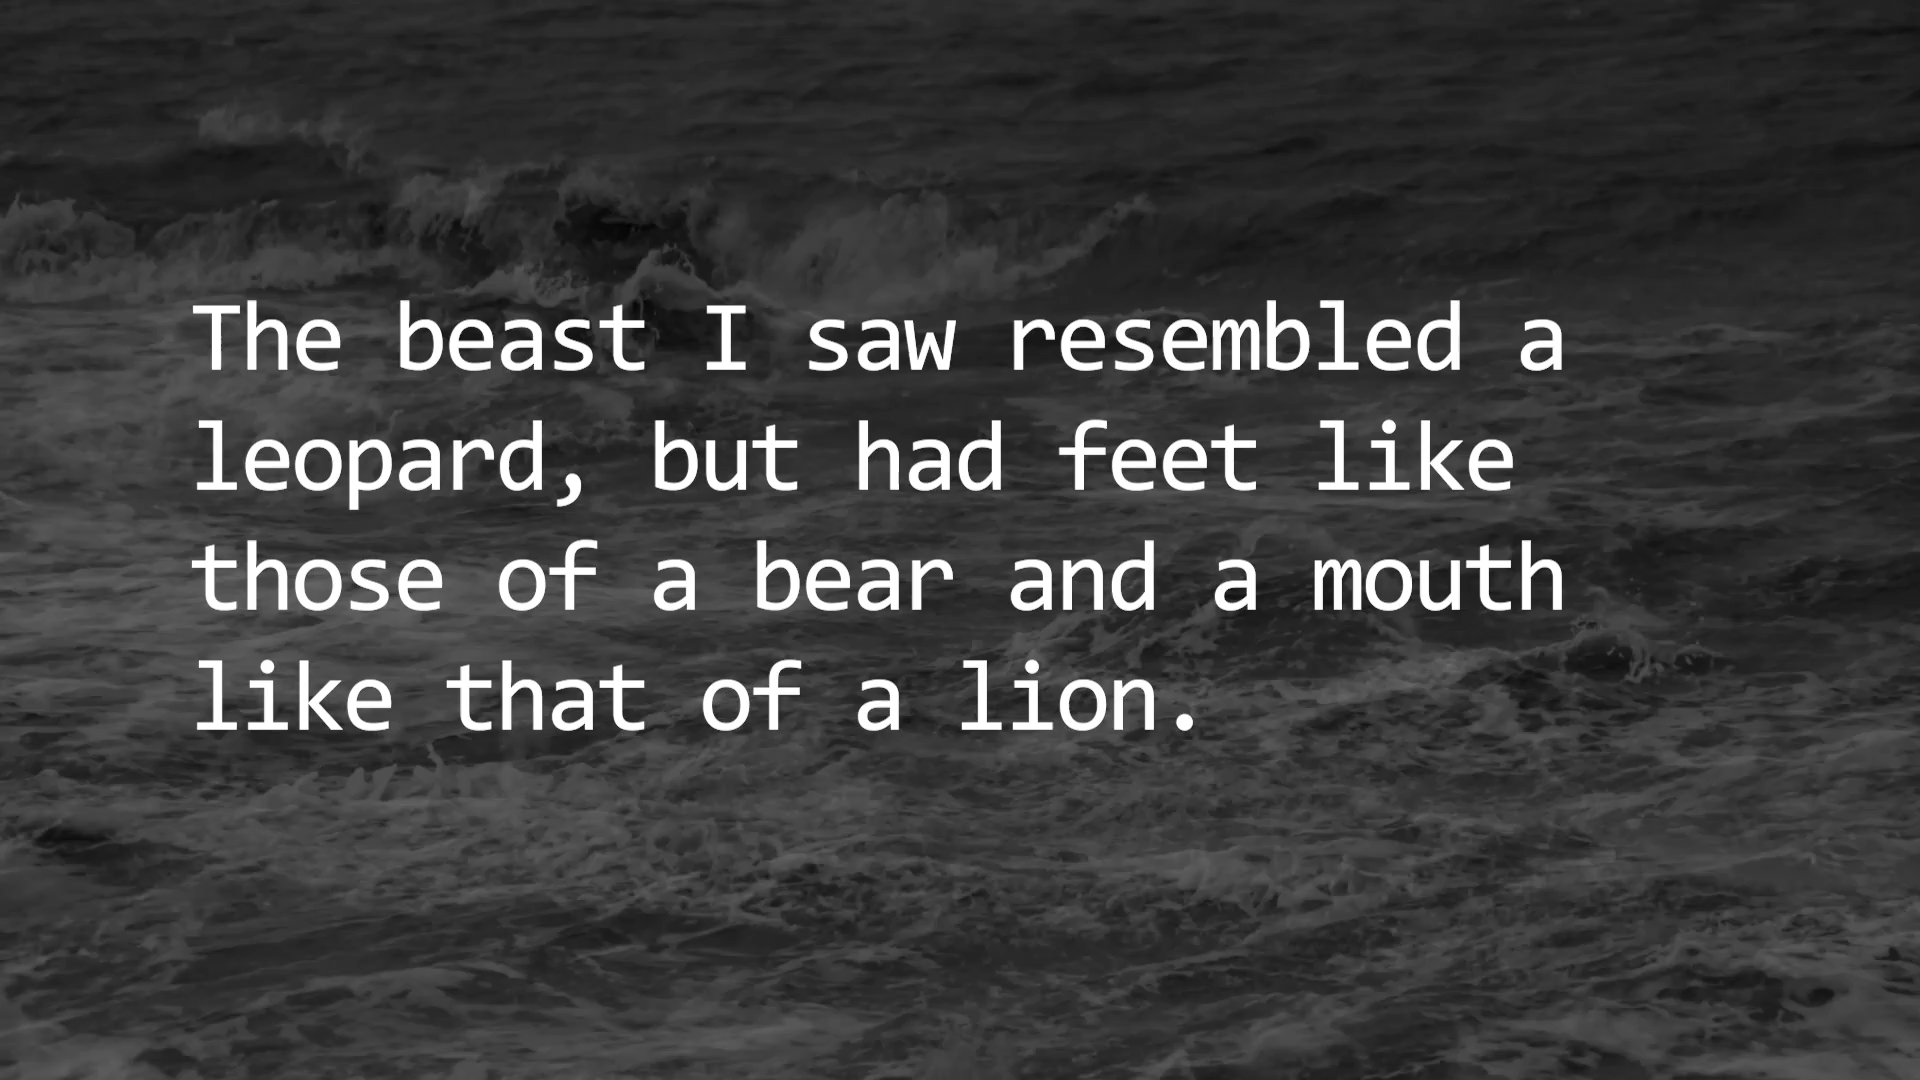 The beast I saw resembled a
leopard, but had feet like
those of a bear and a mouth
like that of a lion.